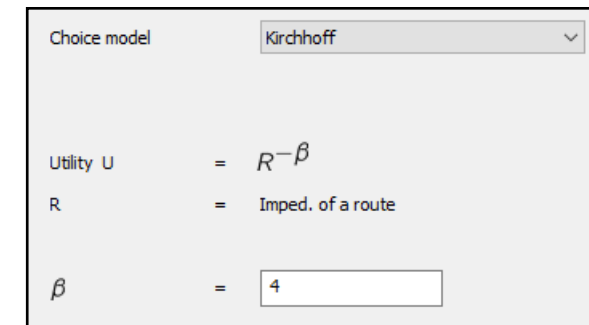 Choice model Kirchhoff
Utility U = R^−β
R = Imped. of a route
β = 4